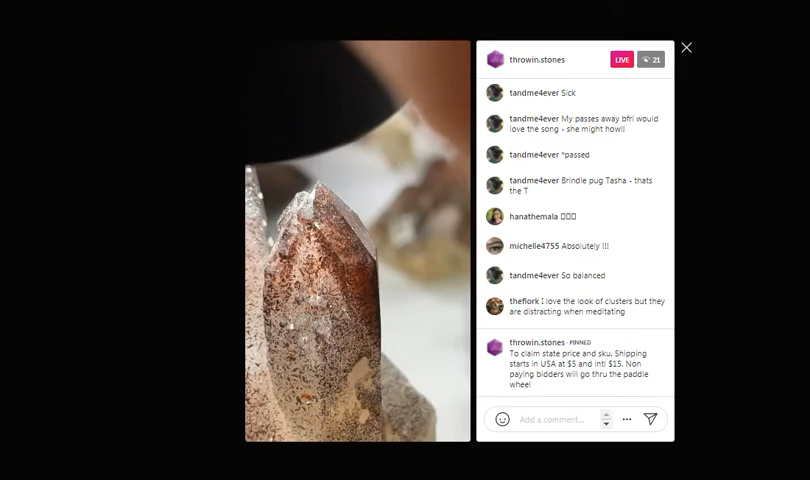 throwin.stones
LIVE
21
tandme4ever Sick
tandme4ever My passes away bfri would
love the song - she might howl!
tandme4ever *passed
tandme4ever Brindle pug Tasha - thats
the T
hanathemala
michelle4755 Absolutely !!!
tandme4ever So balanced
theflork I love the look of clusters but they
are distracting when meditating
throwin.stones · PINNED
To claim state price and sku. Shipping
starts in USA at $5 and intl $15. Non
paying bidders will go thru the paddle
wheel
Add a comment...